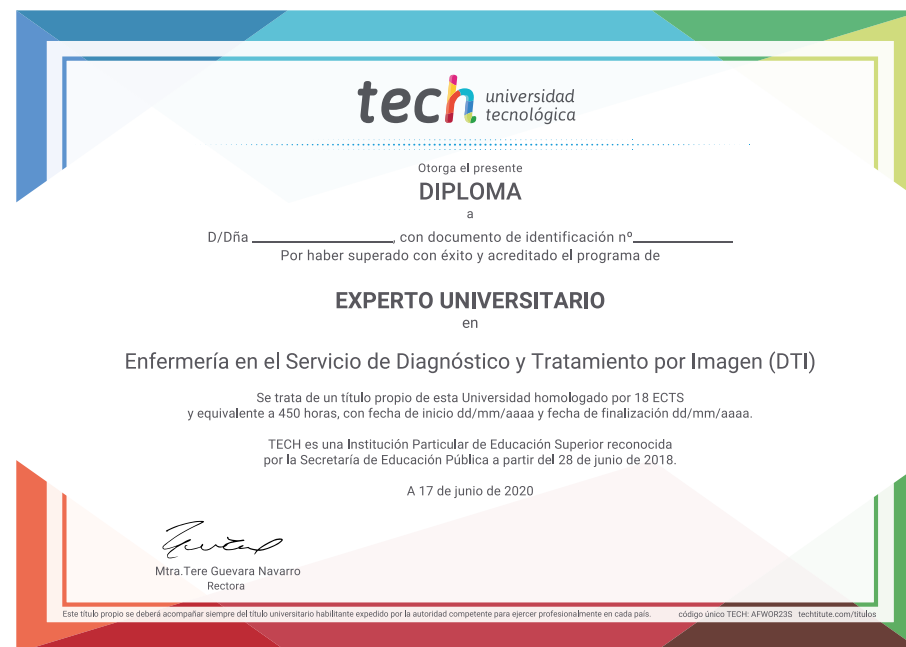 tech universidad
tecnológica
Otorga el presente
DIPLOMA
a
D/Dña ____________________, con documento de identificación nº______________
Por haber superado con éxito y acreditado el programa de
EXPERTO UNIVERSITARIO
en
Enfermería en el Servicio de Diagnóstico y Tratamiento por Imagen (DTI)
Se trata de un título propio de esta Universidad homologado por 18 ECTS
y equivalente a 450 horas, con fecha de inicio dd/mm/aaaa y fecha de finalización dd/mm/aaaa.
TECH es una Institución Particular de Educación Superior reconocida
por la Secretaría de Educación Pública a partir del 28 de junio de 2018.
A 17 de junio de 2020
Mtra.Tere Guevara Navarro
Rectora
Este título propio se deberá acompañar siempre del título universitario habilitante expedido por la autoridad competente para ejercer profesionalmente en cada país. código único TECH: AFWOR23S techtitute.com/titulos